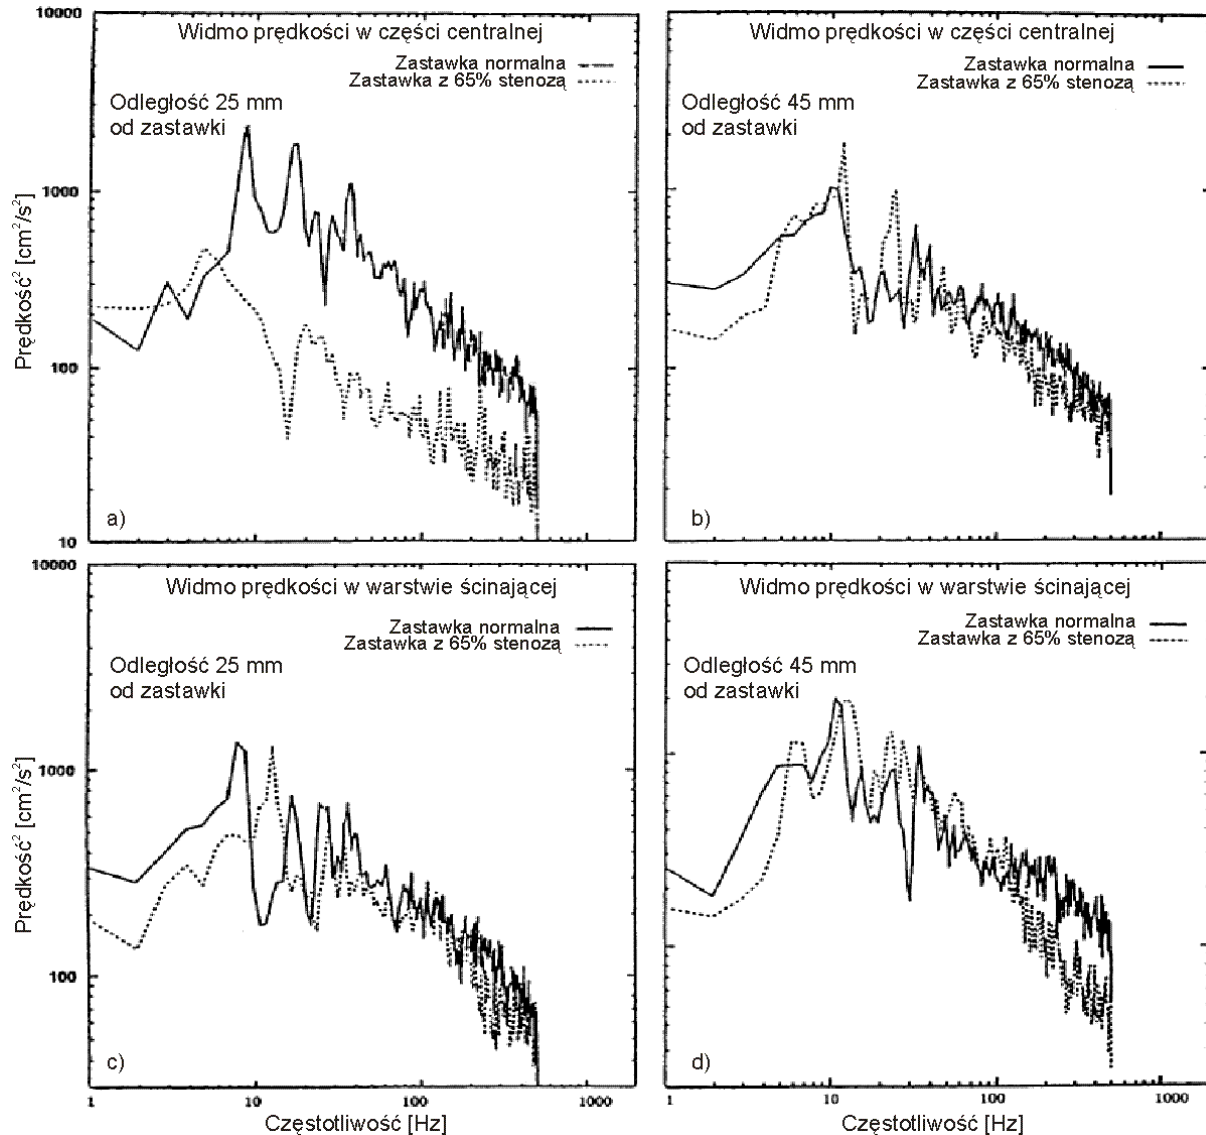 10000
Widmo prędkości w części centralnej
Zastawka normalna
Zastawka z 65% stenozą
Odległość 25 mm
od zastawki
1000
Prędkość² [cm²/s²]
100
a)
10
Widmo prędkości w części centralnej
Zastawka normalna
Zastawka z 65% stenozą
Odległość 45 mm
od zastawki
b)
10000
Widmo prędkości w warstwie ścinającej
Zastawka normalna
Zastawka z 65% stenozą
Odległość 25 mm
od zastawki
1000
Prędkość² [cm²/s²]
100
c)
1 10 100 1000
Częstotliwość [Hz]
Widmo prędkości w warstwie ścinającej
Zastawka normalna
Zastawka z 65% stenozą
Odległość 45 mm
od zastawki
d)
1 10 100 1000
Częstotliwość [Hz]